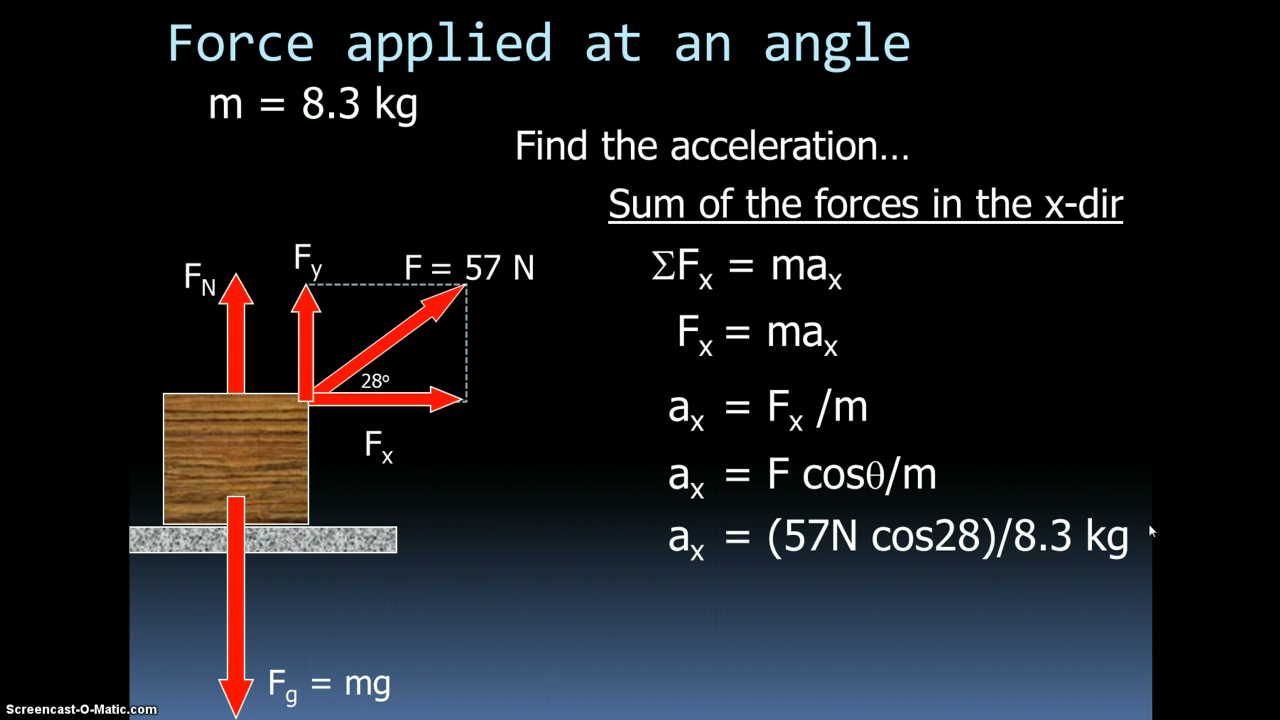 Force applied at an angle
m = 8.3 kg
Find the acceleration…
Sum of the forces in the x-dir
ΣFx = max
Fx = max
ax = Fx /m
ax = F cosθ/m
ax = (57N cos28)/8.3 kg
FN
Fy
F = 57 N
28°
Fx
Fg = mg
Screencast-O-Matic.com